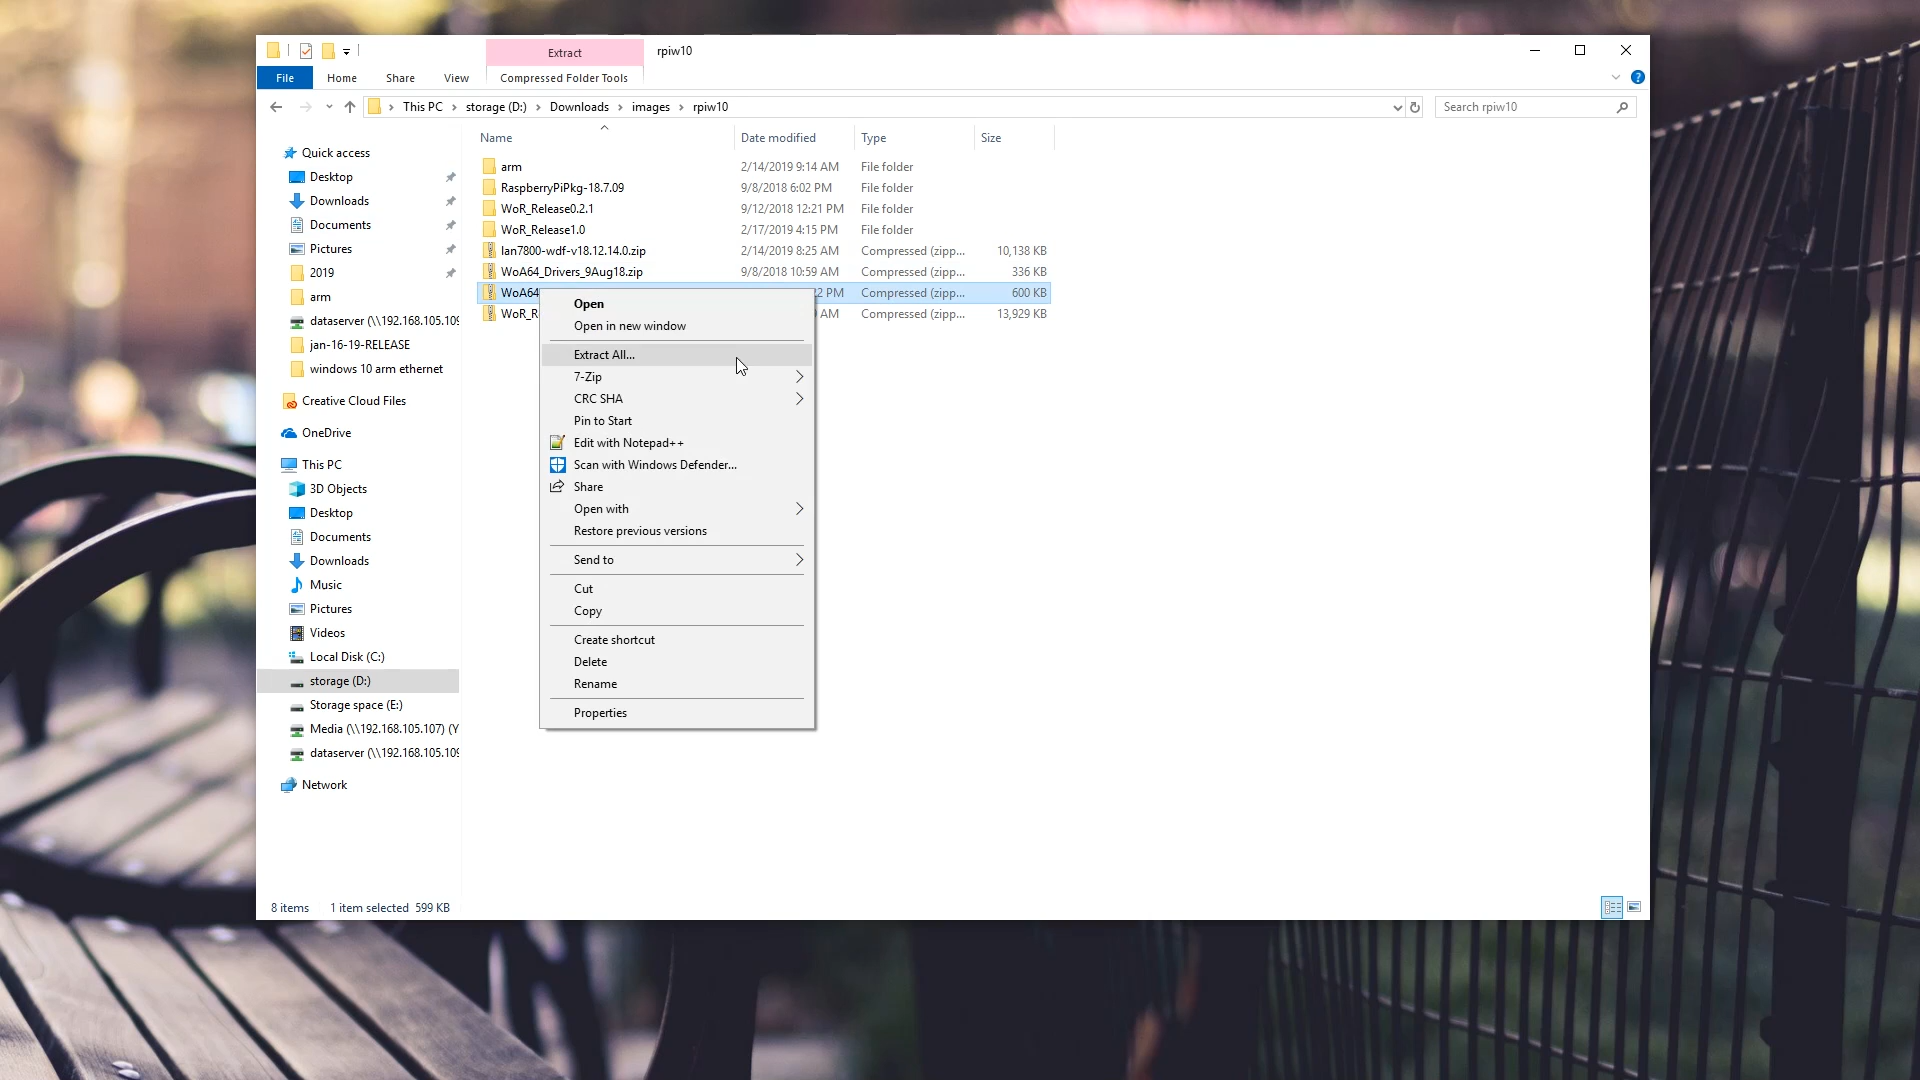 Extract
rpiw10
File
Home
Share
View
Compressed Folder Tools
This PC
storage (D:)
Downloads
images
rpiw10
Search rpiw10
Name
Date modified
Type
Size
Quick access
Desktop
Downloads
Documents
Pictures
2019
arm
dataserver (\\192.168.105.109
jan-16-19-RELEASE
windows 10 arm ethernet
Creative Cloud Files
OneDrive
This PC
3D Objects
Desktop
Documents
Downloads
Music
Pictures
Videos
Local Disk (C:)
storage (D:)
Storage space (E:)
Media (\\192.168.105.107) (Y
dataserver (\\192.168.105.109
Network
arm 2/14/2019 9:14 AM File folder
RaspberryPiPkg-18.7.09 9/8/2018 6:02 PM File folder
WoR_Release0.2.1 9/12/2018 12:21 PM File folder
WoR_Release1.0 2/17/2019 4:15 PM File folder
lan7800-wdf-v18.12.14.0.zip 2/14/2019 8:25 AM Compressed (zipp... 10,138 KB
WoA64_Drivers_9Aug18.zip 9/8/2018 10:59 AM Compressed (zipp... 336 KB
WoA64 2 PM Compressed (zipp... 600 KB
WoR_R AM Compressed (zipp... 13,929 KB
Open
Open in new window
Extract All...
7-Zip
CRC SHA
Pin to Start
Edit with Notepad++
Scan with Windows Defender...
Share
Open with
Restore previous versions
Send to
Cut
Copy
Create shortcut
Delete
Rename
Properties
8 items 1 item selected 599 KB